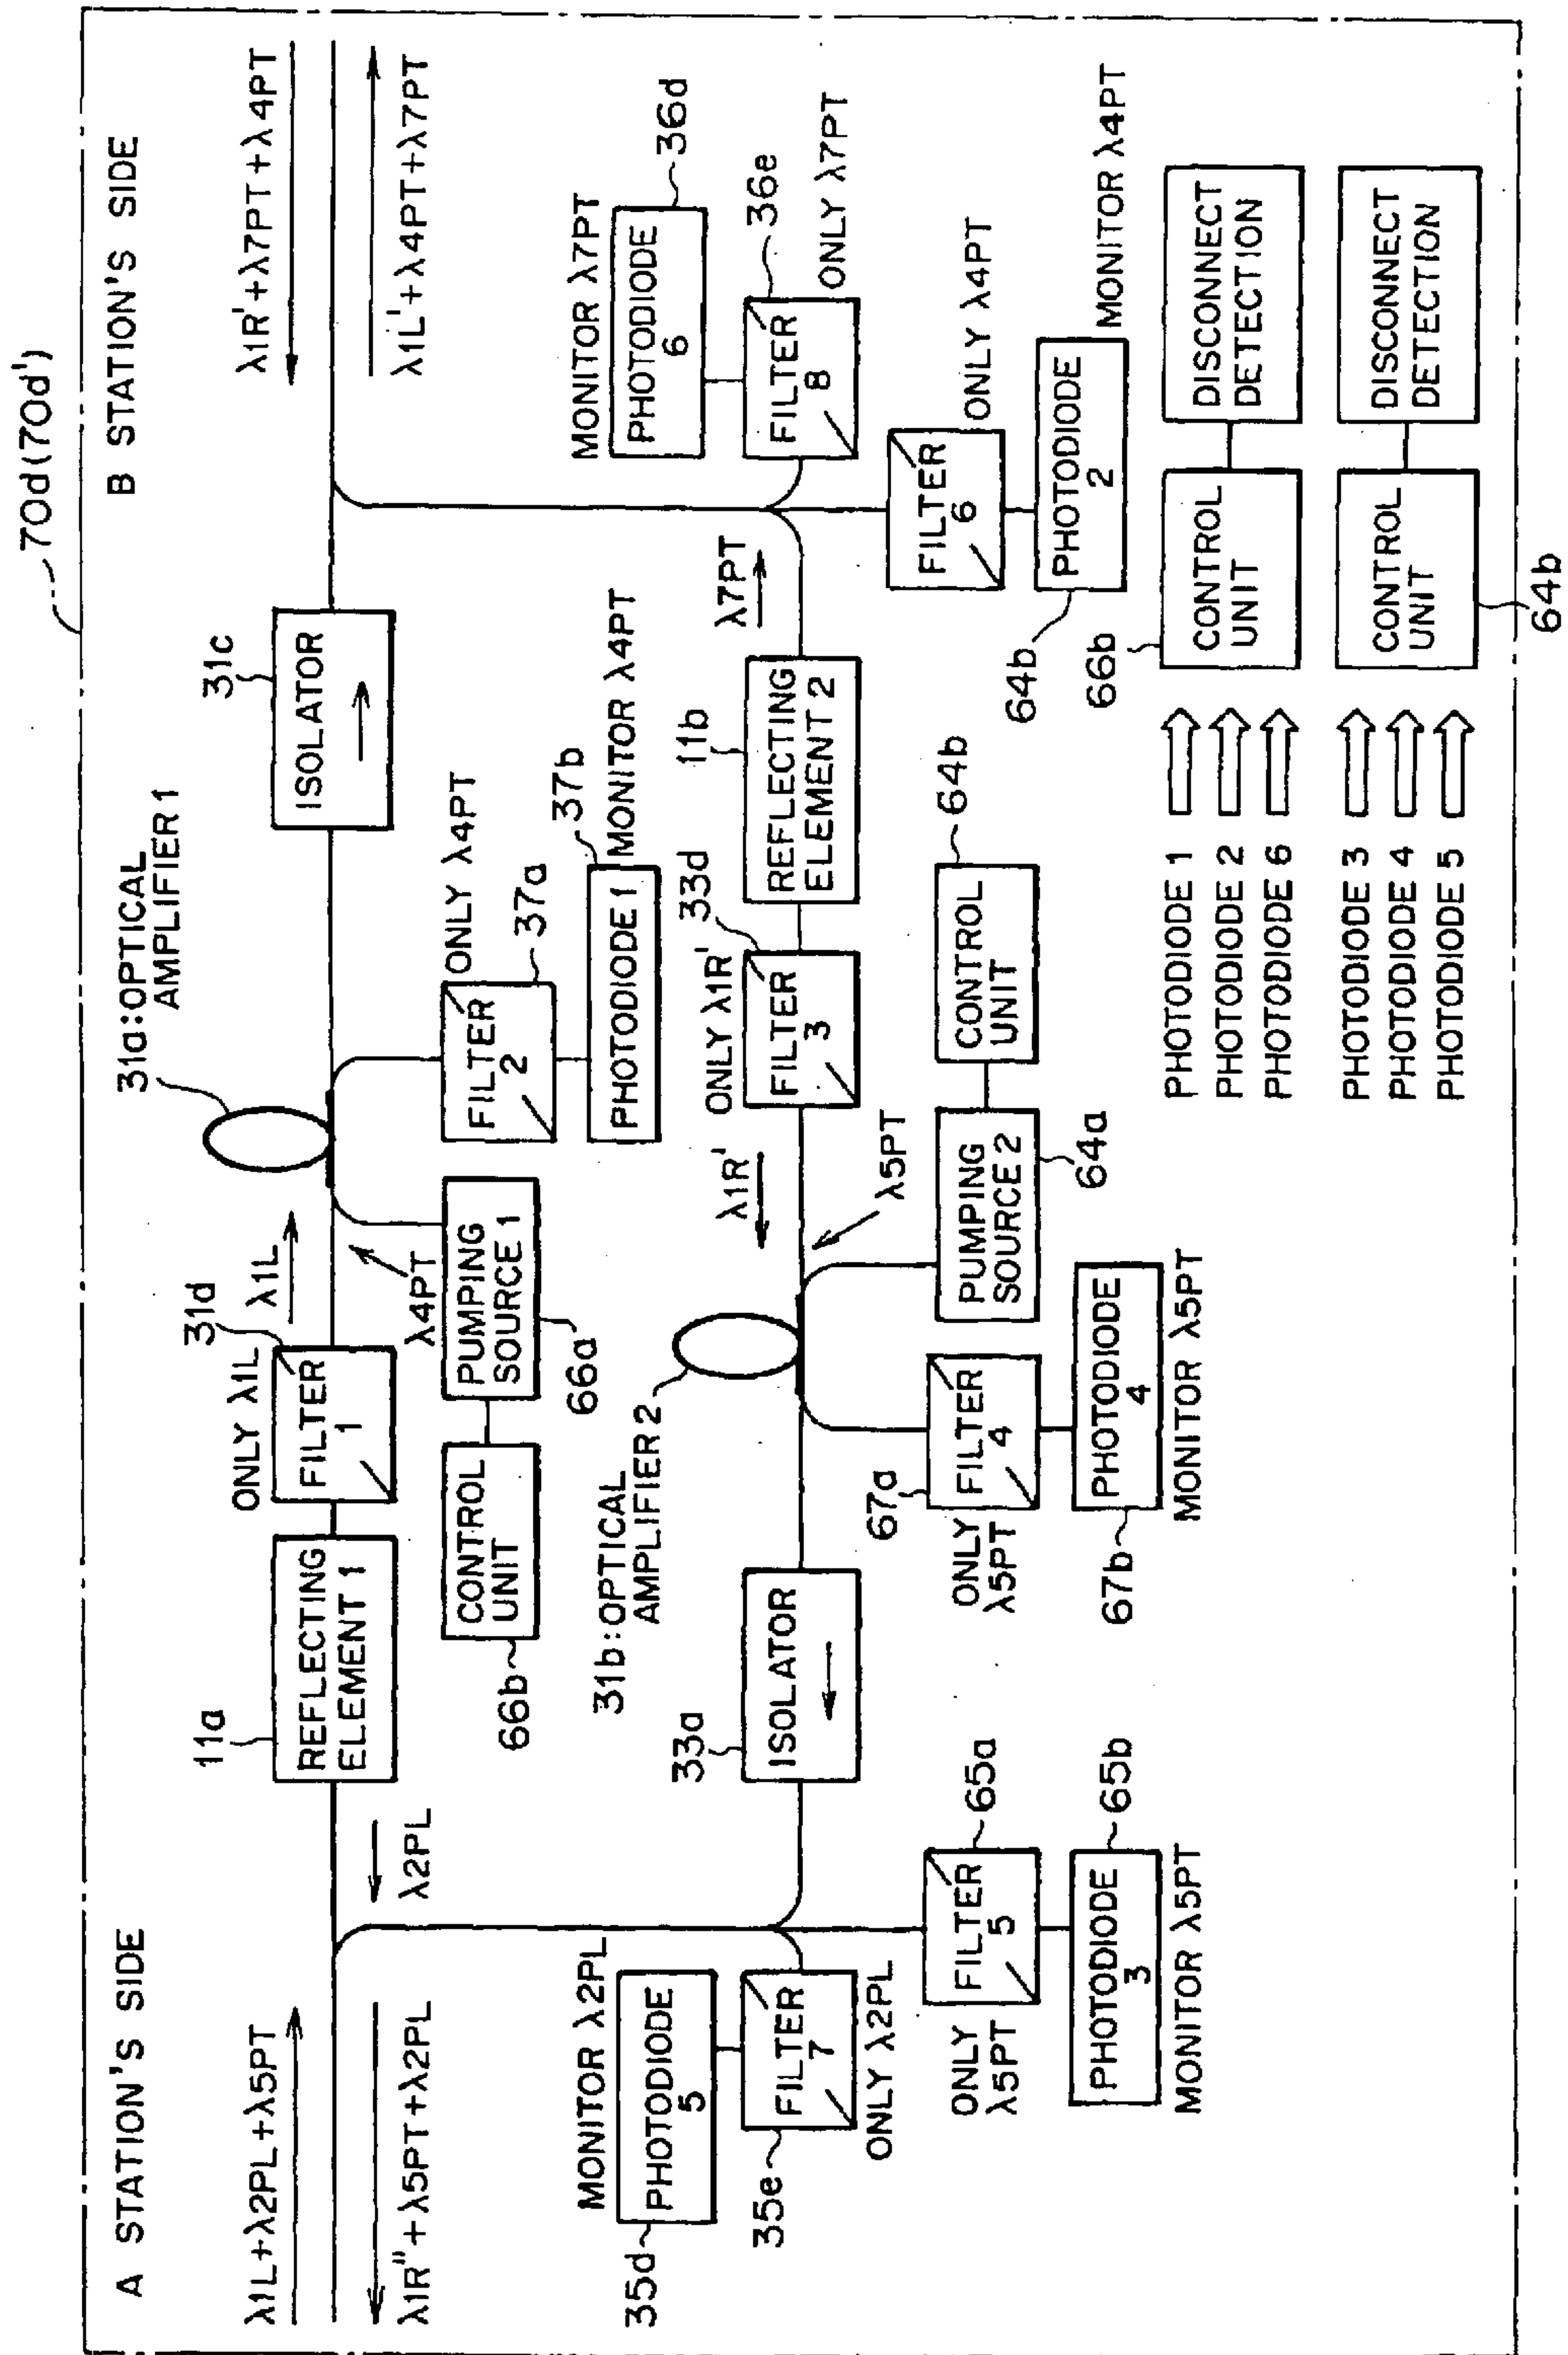 70d(70d')
A STATION'S SIDE
B STATION'S SIDE
λ1L+λ2PL+λ5PT
λ1R''+λ5PT+λ2PL
λ1R'+λ7PT+λ4PT
λ1L'+λ4PT+λ7PT
λ2PL
11a
REFLECTING
ELEMENT 1
ONLY λ1L
31d
FILTER
1
λ1L
λ4PT
31a:OPTICAL
AMPLIFIER 1
31c
ISOLATOR
CONTROL
UNIT
66b
PUMPING
SOURCE 1
66a
ONLY λ4PT
FILTER
2
37a
PHOTODIODE 1
37b
MONITOR λ4PT
MONITOR λ2PL
PHOTODIODE
5
35d
FILTER
7
35e
ONLY λ2PL
33a
ISOLATOR
31b:OPTICAL
AMPLIFIER 2
λ1R'
λ5PT
ONLY λ1R'
33d
FILTER
3
11b
REFLECTING
ELEMENT 2
λ7PT
MONITOR λ7PT
PHOTODIODE
6
36d
FILTER
8
36e
ONLY λ7PT
ONLY
λ5PT
FILTER
5
65a
PHOTODIODE
3
65b
MONITOR λ5PT
ONLY
λ5PT
67a
FILTER
4
PHOTODIODE
4
67b
MONITOR λ5PT
PUMPING
SOURCE 2
64a
CONTROL
UNIT
64b
FILTER
6
ONLY λ4PT
PHOTODIODE
2
64b
MONITOR λ4PT
PHOTODIODE 1
PHOTODIODE 2
PHOTODIODE 6
66b
CONTROL
UNIT
DISCONNECT
DETECTION
PHOTODIODE 3
PHOTODIODE 4
PHOTODIODE 5
CONTROL
UNIT
64b
DISCONNECT
DETECTION